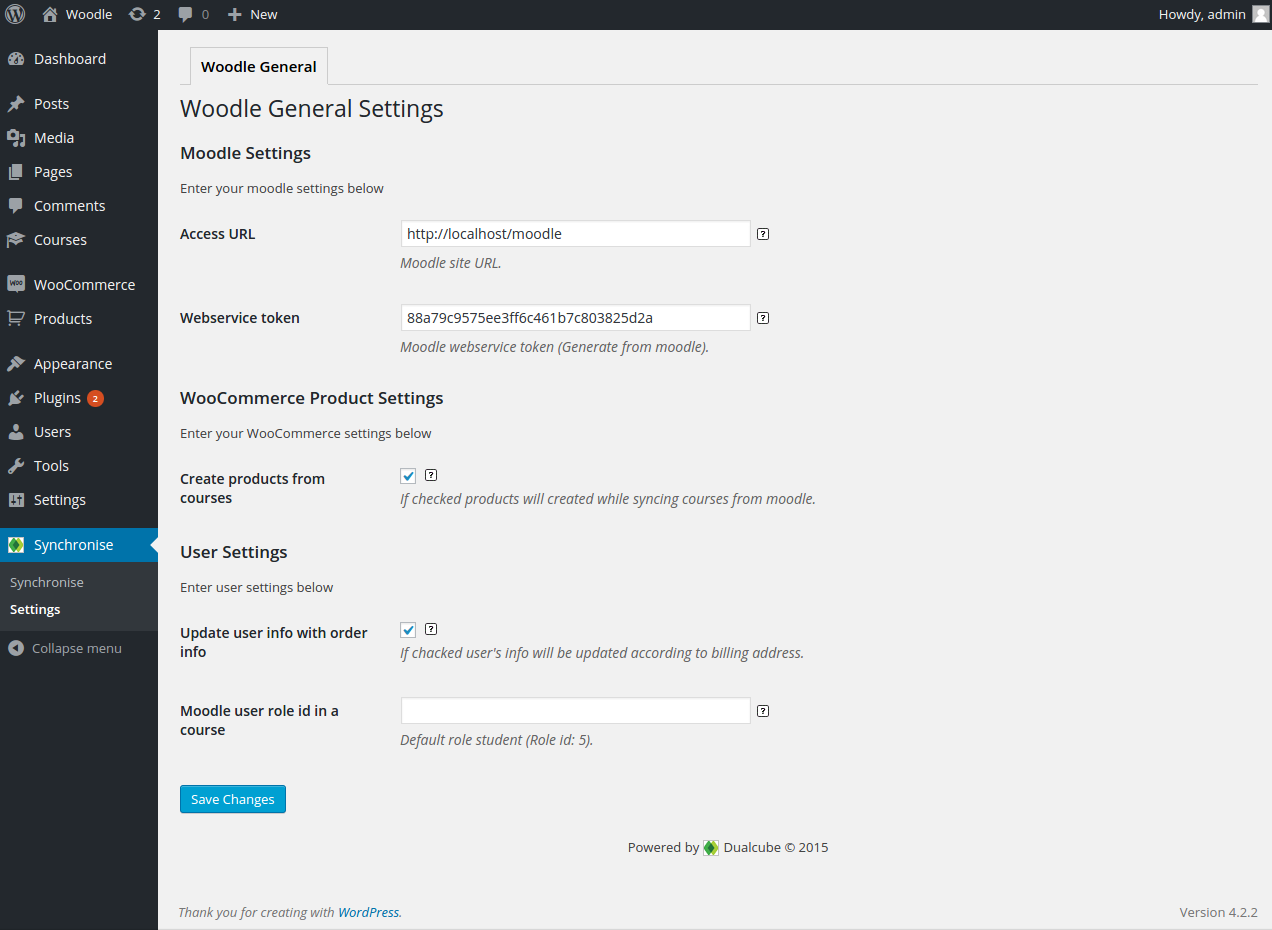 Woodle 2 0 New Howdy, admin
Dashboard
Posts
Media
Pages
Comments
Courses
WooCommerce
Products
Appearance
Plugins 2
Users
Tools
Settings
Synchronise
Synchronise
Settings
Collapse menu
Woodle General
Woodle General Settings
Moodle Settings
Enter your moodle settings below
Access URL http://localhost/moodle ?
Moodle site URL.
Webservice token 88a79c9575ee3ff6c461b7c803825d2a ?
Moodle webservice token (Generate from moodle).
WooCommerce Product Settings
Enter your WooCommerce settings below
Create products from ?
courses
If checked products will created while syncing courses from moodle.
User Settings
Enter user settings below
Update user info with order ?
info
If chacked user's info will be updated according to billing address.
Moodle user role id in a ?
course
Default role student (Role id: 5).
Save Changes
Powered by Dualcube © 2015
Thank you for creating with WordPress. Version 4.2.2